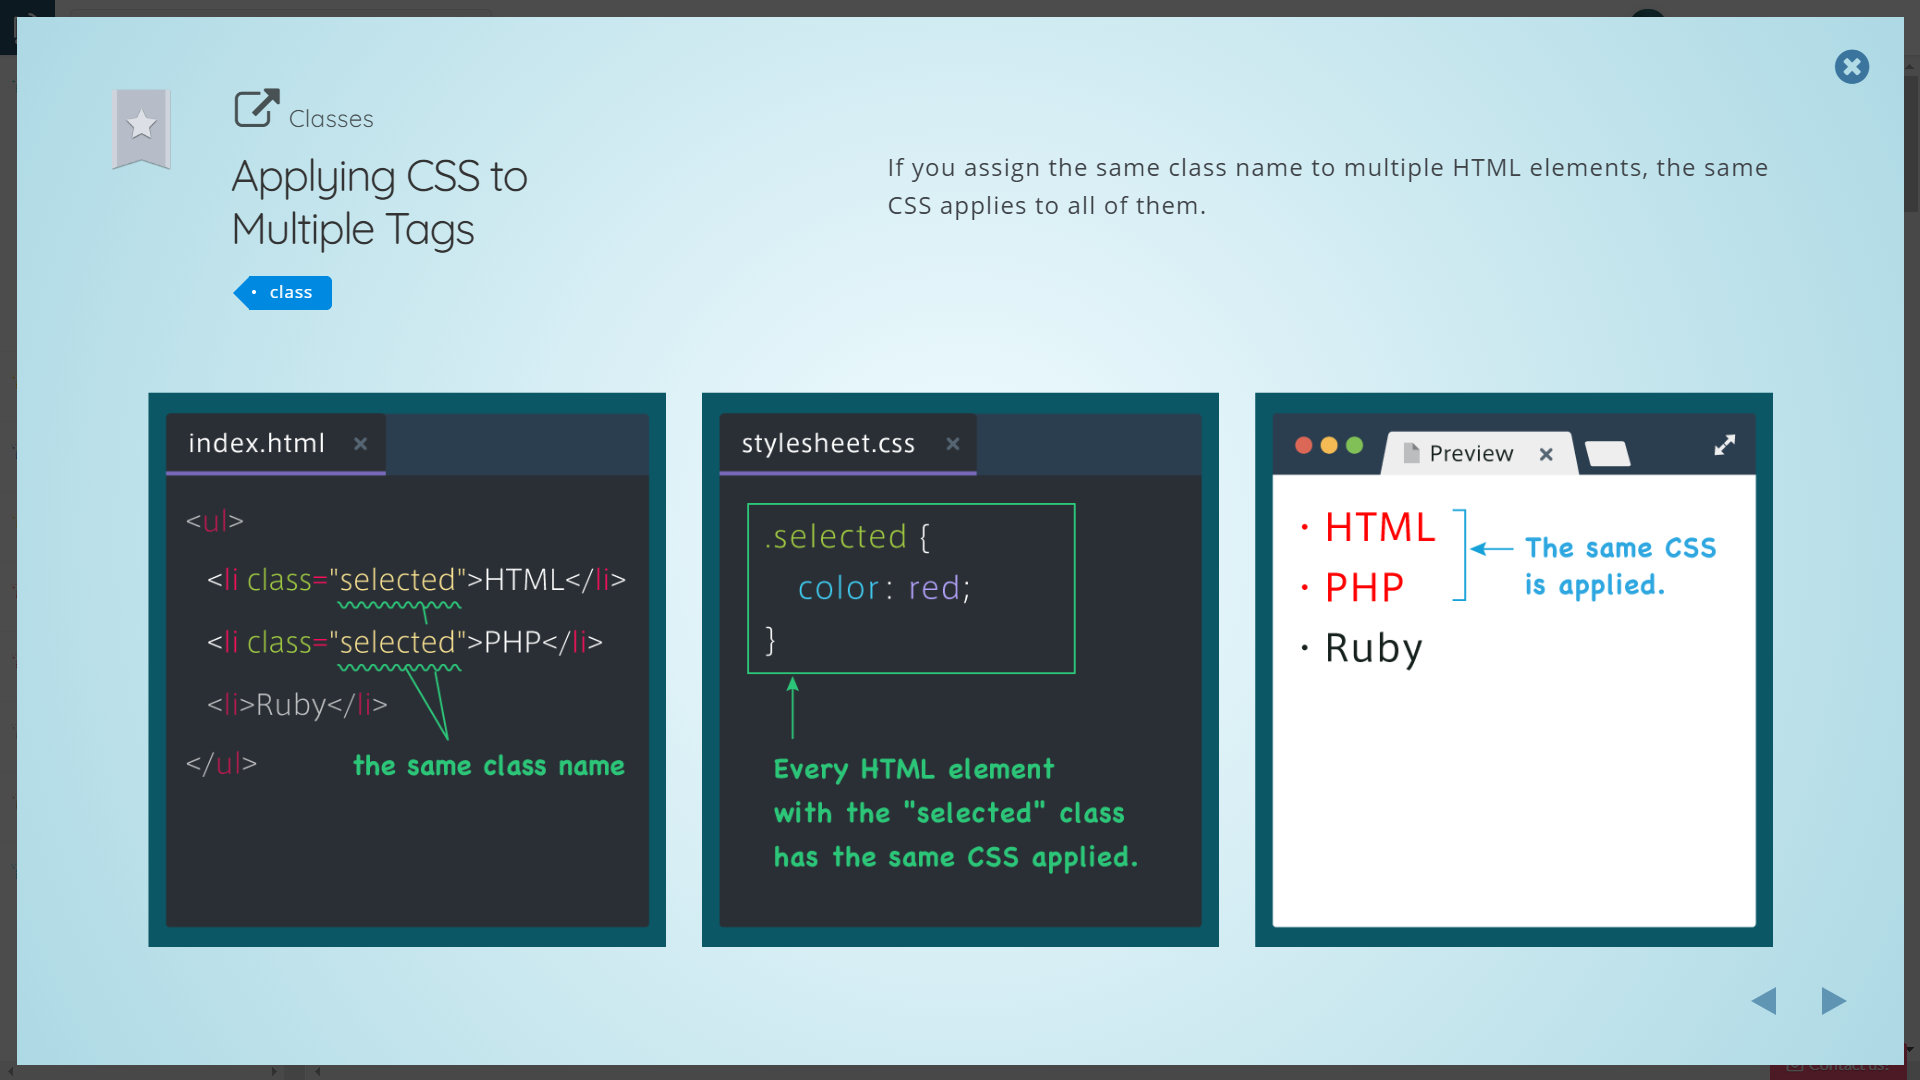 Classes
Applying CSS to
Multiple Tags
class
If you assign the same class name to multiple HTML elements, the same
CSS applies to all of them.
index.html
<ul>
<li class="selected">HTML</li>
<li class="selected">PHP</li>
<li>Ruby</li>
</ul>
the same class name
stylesheet.css
.selected {
color: red;
}
Every HTML element
with the "selected" class
has the same CSS applied.
Preview
· HTML
· PHP
· Ruby
The same CSS
is applied.
Contact us!